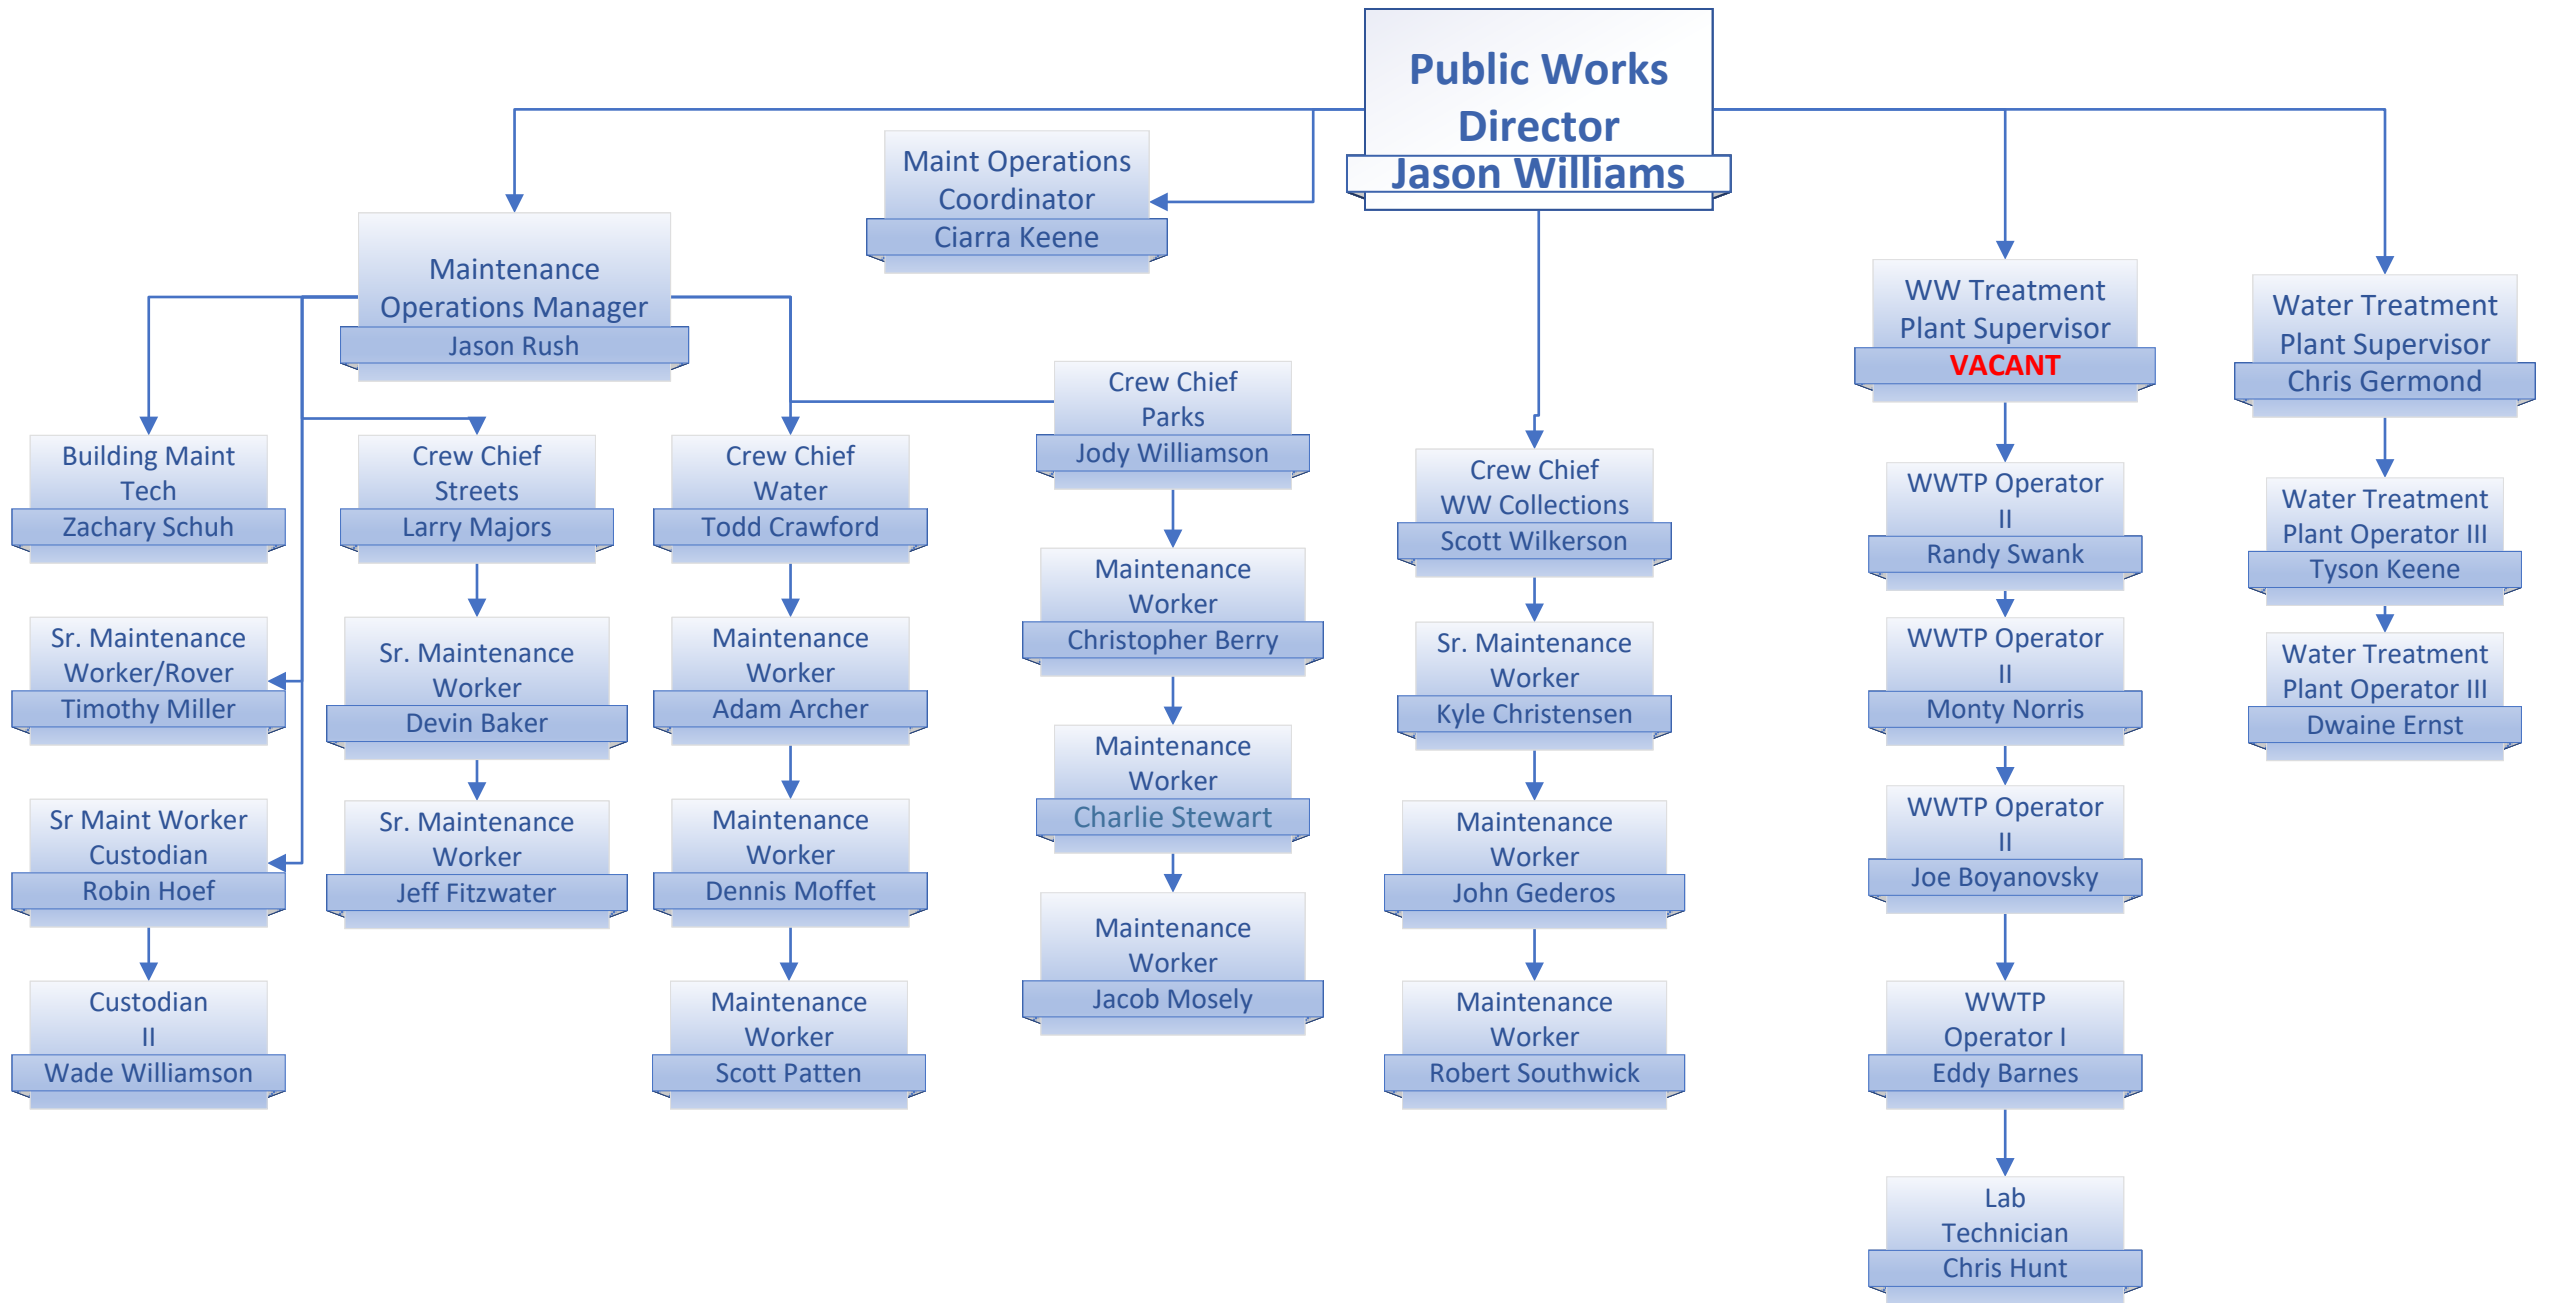 Public Works
Director
Jason Williams
Maint Operations
Coordinator
Ciarra Keene
Maintenance
Operations Manager
Jason Rush
WW Treatment
Plant Supervisor
VACANT
Water Treatment
Plant Supervisor
Chris Germond
Building Maint
Tech
Zachary Schuh
Sr. Maintenance
Worker/Rover
Timothy Miller
Sr Maint Worker
Custodian
Robin Hoef
Custodian
II
Wade Williamson
Crew Chief
Streets
Larry Majors
Sr. Maintenance
Worker
Devin Baker
Sr. Maintenance
Worker
Jeff Fitzwater
Crew Chief
Water
Todd Crawford
Maintenance
Worker
Adam Archer
Maintenance
Worker
Dennis Moffet
Maintenance
Worker
Scott Patten
Crew Chief
Parks
Jody Williamson
Maintenance
Worker
Christopher Berry
Maintenance
Worker
Charlie Stewart
Maintenance
Worker
Jacob Mosely
Crew Chief
WW Collections
Scott Wilkerson
Sr. Maintenance
Worker
Kyle Christensen
Maintenance
Worker
John Gederos
Maintenance
Worker
Robert Southwick
WWTP Operator
II
Randy Swank
WWTP Operator
II
Monty Norris
WWTP Operator
II
Joe Boyanovsky
WWTP
Operator I
Eddy Barnes
Lab
Technician
Chris Hunt
Water Treatment
Plant Operator III
Tyson Keene
Water Treatment
Plant Operator III
Dwaine Ernst